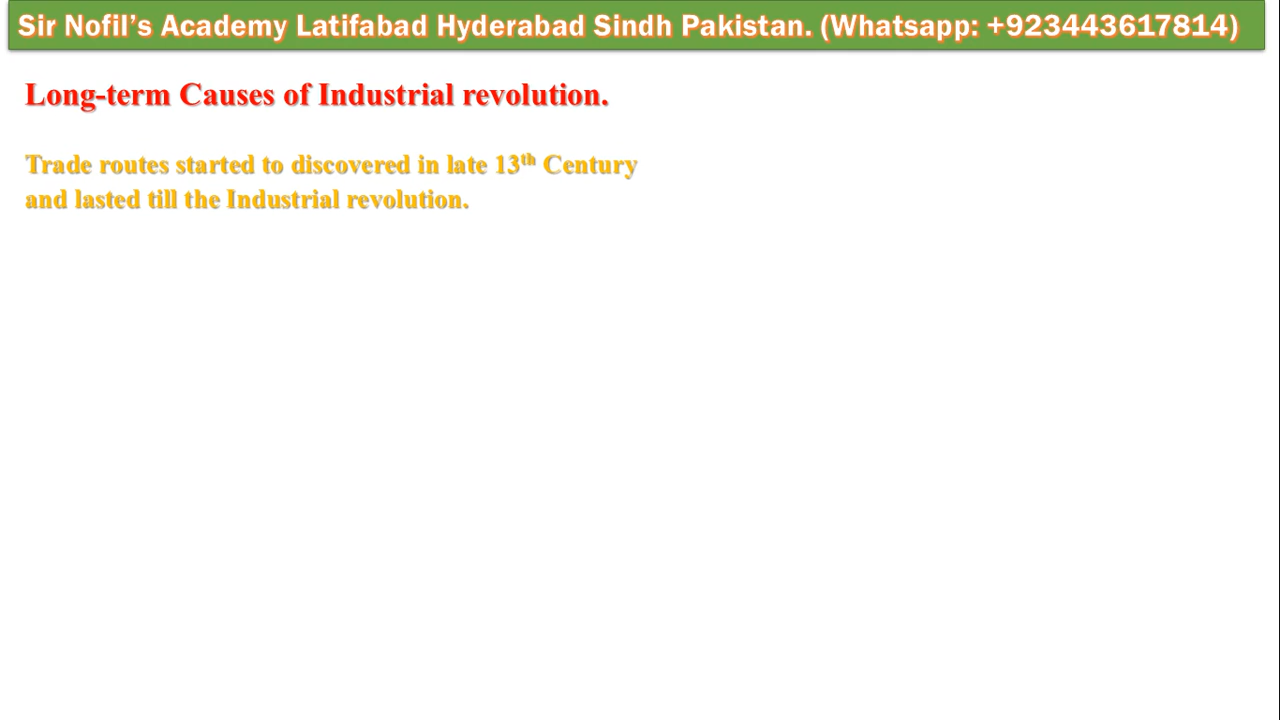 Sir Nofil’s Academy Latifabad Hyderabad Sindh Pakistan. (Whatsapp: +923443617814)
Long-term Causes of Industrial revolution.
Trade routes started to discovered in late 13th Century
and lasted till the Industrial revolution.